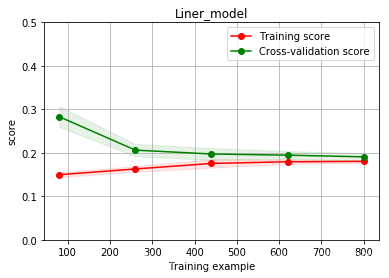 Liner_model
Training score
Cross-validation score
0.5
0.4
0.3
0.2
0.1
0.0
score
100 200 300 400 500 600 700 800
Training example